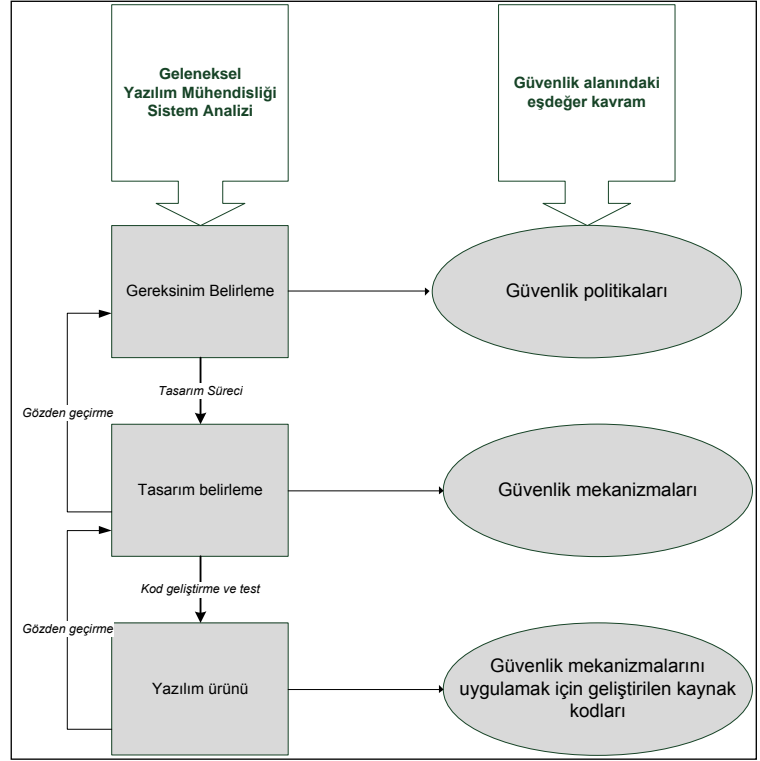 Geleneksel
Yazılım Mühendisliği
Sistem Analizi
Güvenlik alanındaki
eşdeğer kavram
Gereksinim Belirleme
Güvenlik politikaları
Tasarım Süreci
Gözden geçirme
Tasarım belirleme
Güvenlik mekanizmaları
Kod geliştirme ve test
Gözden geçirme
Yazılım ürünü
Güvenlik mekanizmalarını
uygulamak için geliştirilen kaynak
kodları